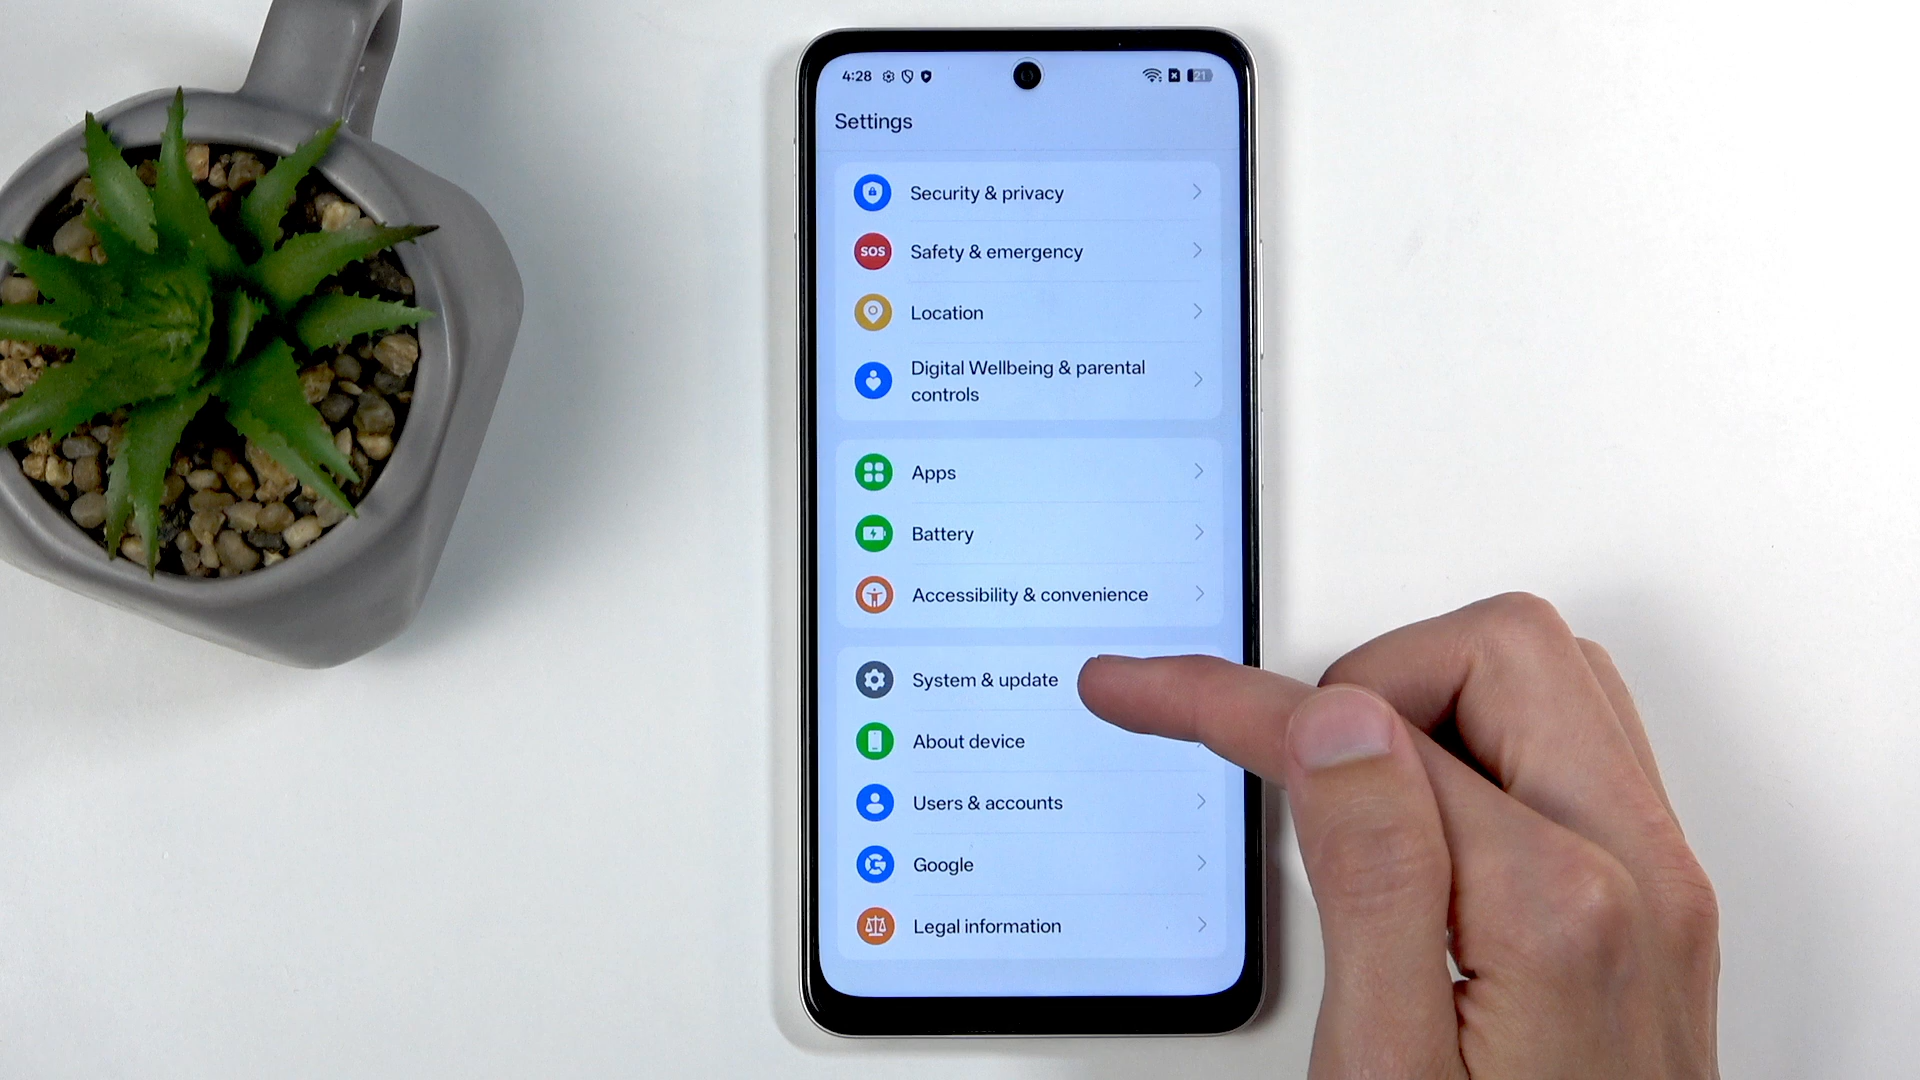 4:28 21
Settings
Security & privacy
SOS Safety & emergency
Location
Digital Wellbeing & parental
controls
Apps
Battery
Accessibility & convenience
System & update
About device
Users & accounts
Google
Legal information